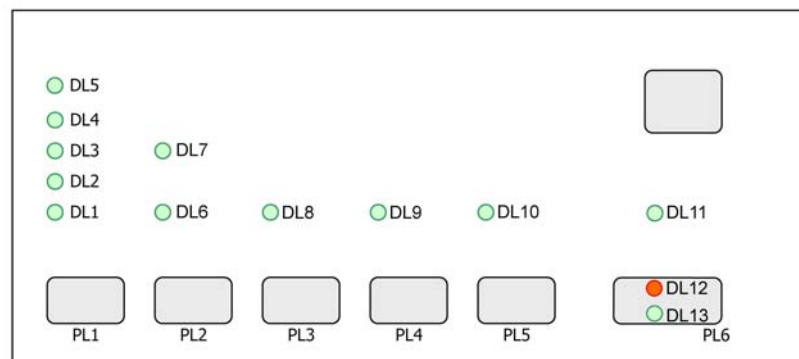 DL5
DL4
DL3 DL7
DL2
DL1 DL6 DL8 DL9 DL10 DL11
DL12
DL13
PL1 PL2 PL3 PL4 PL5 PL6